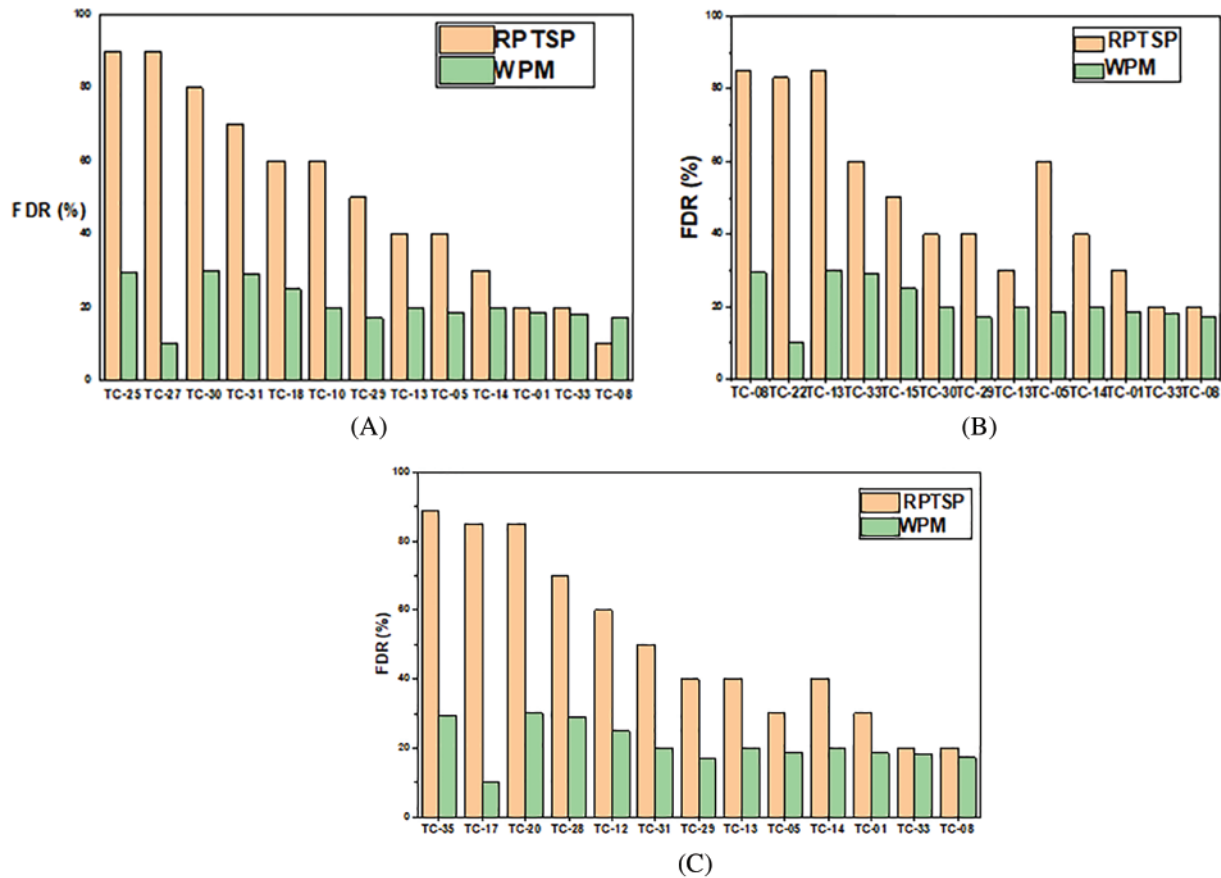 100
80
60
40
20
0
FDR (%)
RPTSP
WPM
TC-25 TC-27 TC-30 TC-31 TC-18 TC-10 TC-29 TC-13 TC-05 TC-14 TC-01 TC-33 TC-08
(A)
100
80
60
40
20
0
FDR (%)
RPTSP
WPM
TC-08 TC-22 TC-13 TC-33 TC-15 TC-30 TC-29 TC-13 TC-05 TC-14 TC-01 TC-33 TC-08
(B)
100
80
60
40
20
0
FDR (%)
RPTSP
WPM
TC-35 TC-17 TC-20 TC-28 TC-12 TC-31 TC-29 TC-13 TC-05 TC-14 TC-01 TC-33 TC-08
(C)